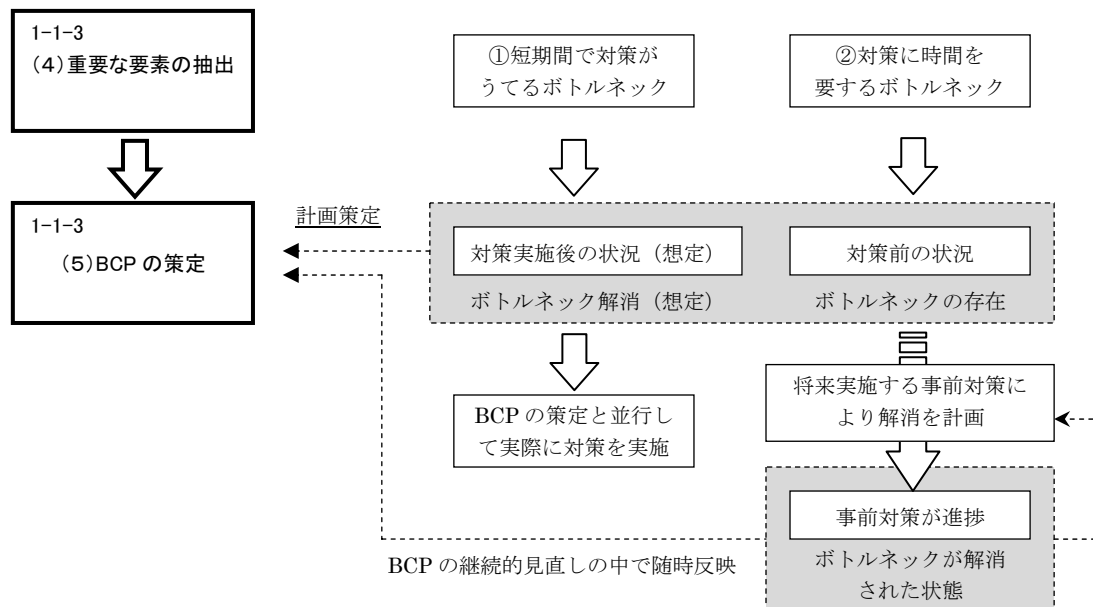 1-1-3
(4)重要な要素の抽出
①短期間で対策が
うてるボトルネック
②対策に時間を
要するボトルネック
1-1-3
(5)BCP の策定
計画策定
対策実施後の状況（想定）
ボトルネック解消（想定）
対策前の状況
ボトルネックの存在
BCP の策定と並行し
て実際に対策を実施
将来実施する事前対策に
より解消を計画
事前対策が進捗
ボトルネックが解消
された状態
BCP の継続的見直しの中で随時反映